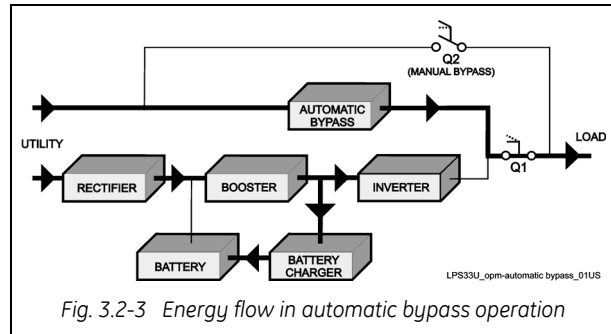 Q2
(MANUAL BYPASS)
AUTOMATIC
BYPASS
UTILITY
LOAD
Q1
RECTIFIER
BOOSTER
INVERTER
BATTERY
BATTERY
CHARGER
LPS33U_opm-automatic bypass_01US
Fig. 3.2-3 Energy flow in automatic bypass operation